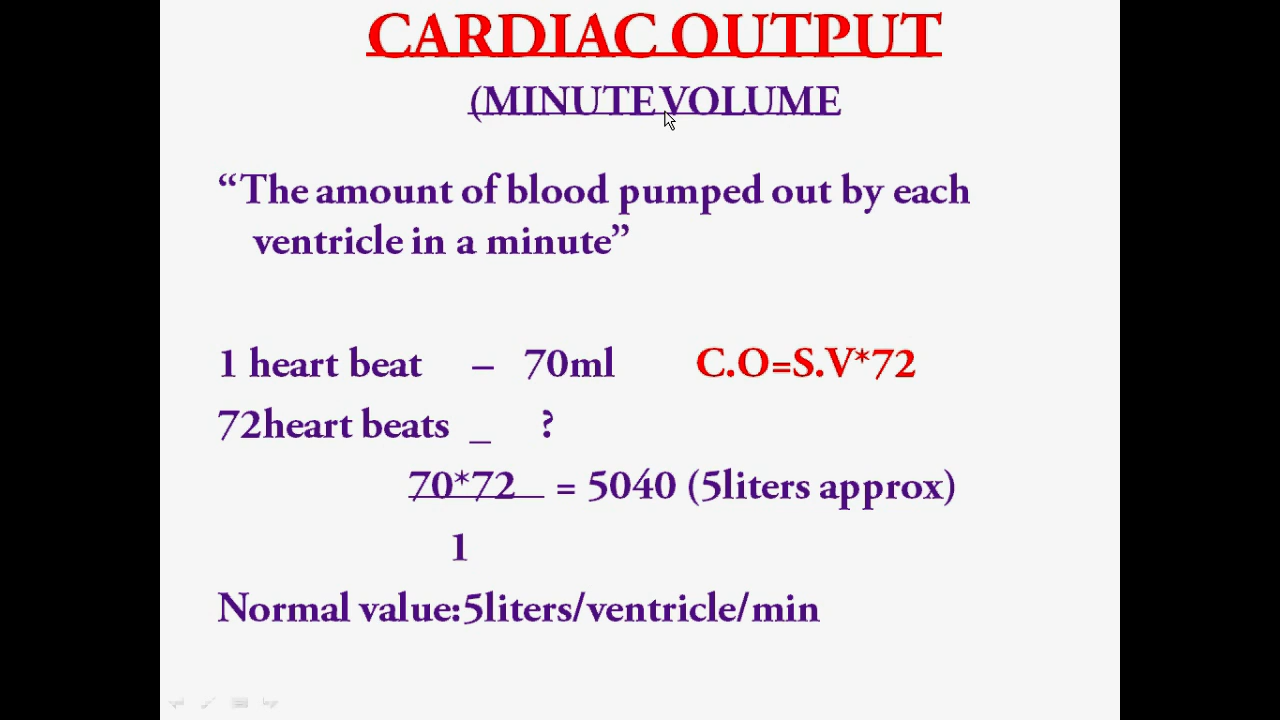 CARDIAC OUTPUT
(MINUTE VOLUME
“The amount of blood pumped out by each
ventricle in a minute”
1 heart beat – 70ml C.O=S.V*72
72heart beats _ ?
70*72 = 5040 (5liters approx)
1
Normal value:5liters/ventricle/min